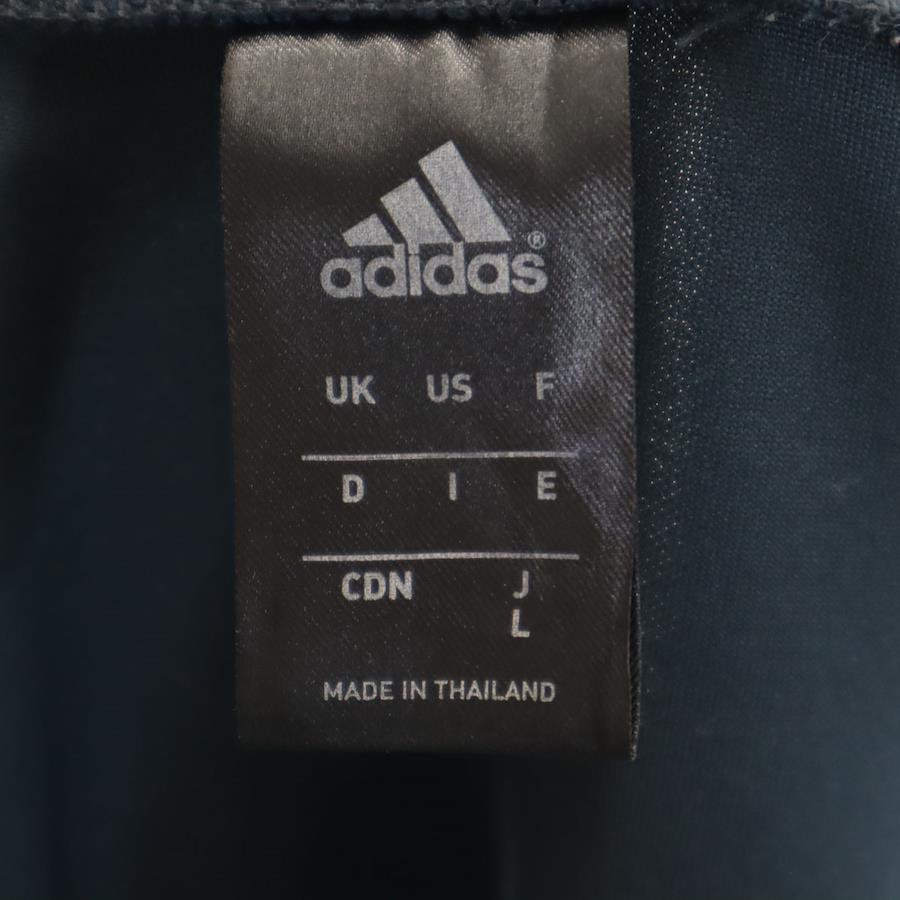 adidas®
UK US F
D I E
CDN J
L
MADE IN THAILAND